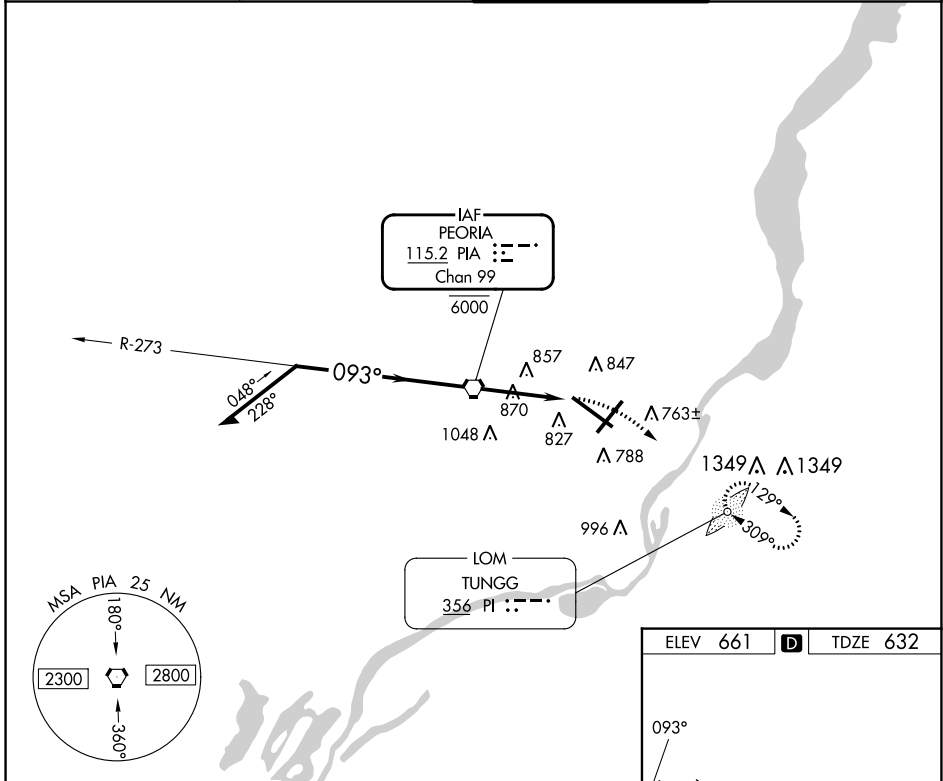 IAF
PEORIA
115.2 PIA
Chan 99
6000
R-273
093°
048°
228°
857
847
870
763±
1048
827
788
1349 1349
129°
309°
996
LOM
TUNGG
356 PI
MSA PIA 25 NM
180°
2300
2800
360°
ELEV 661 D TDZE 632
093°